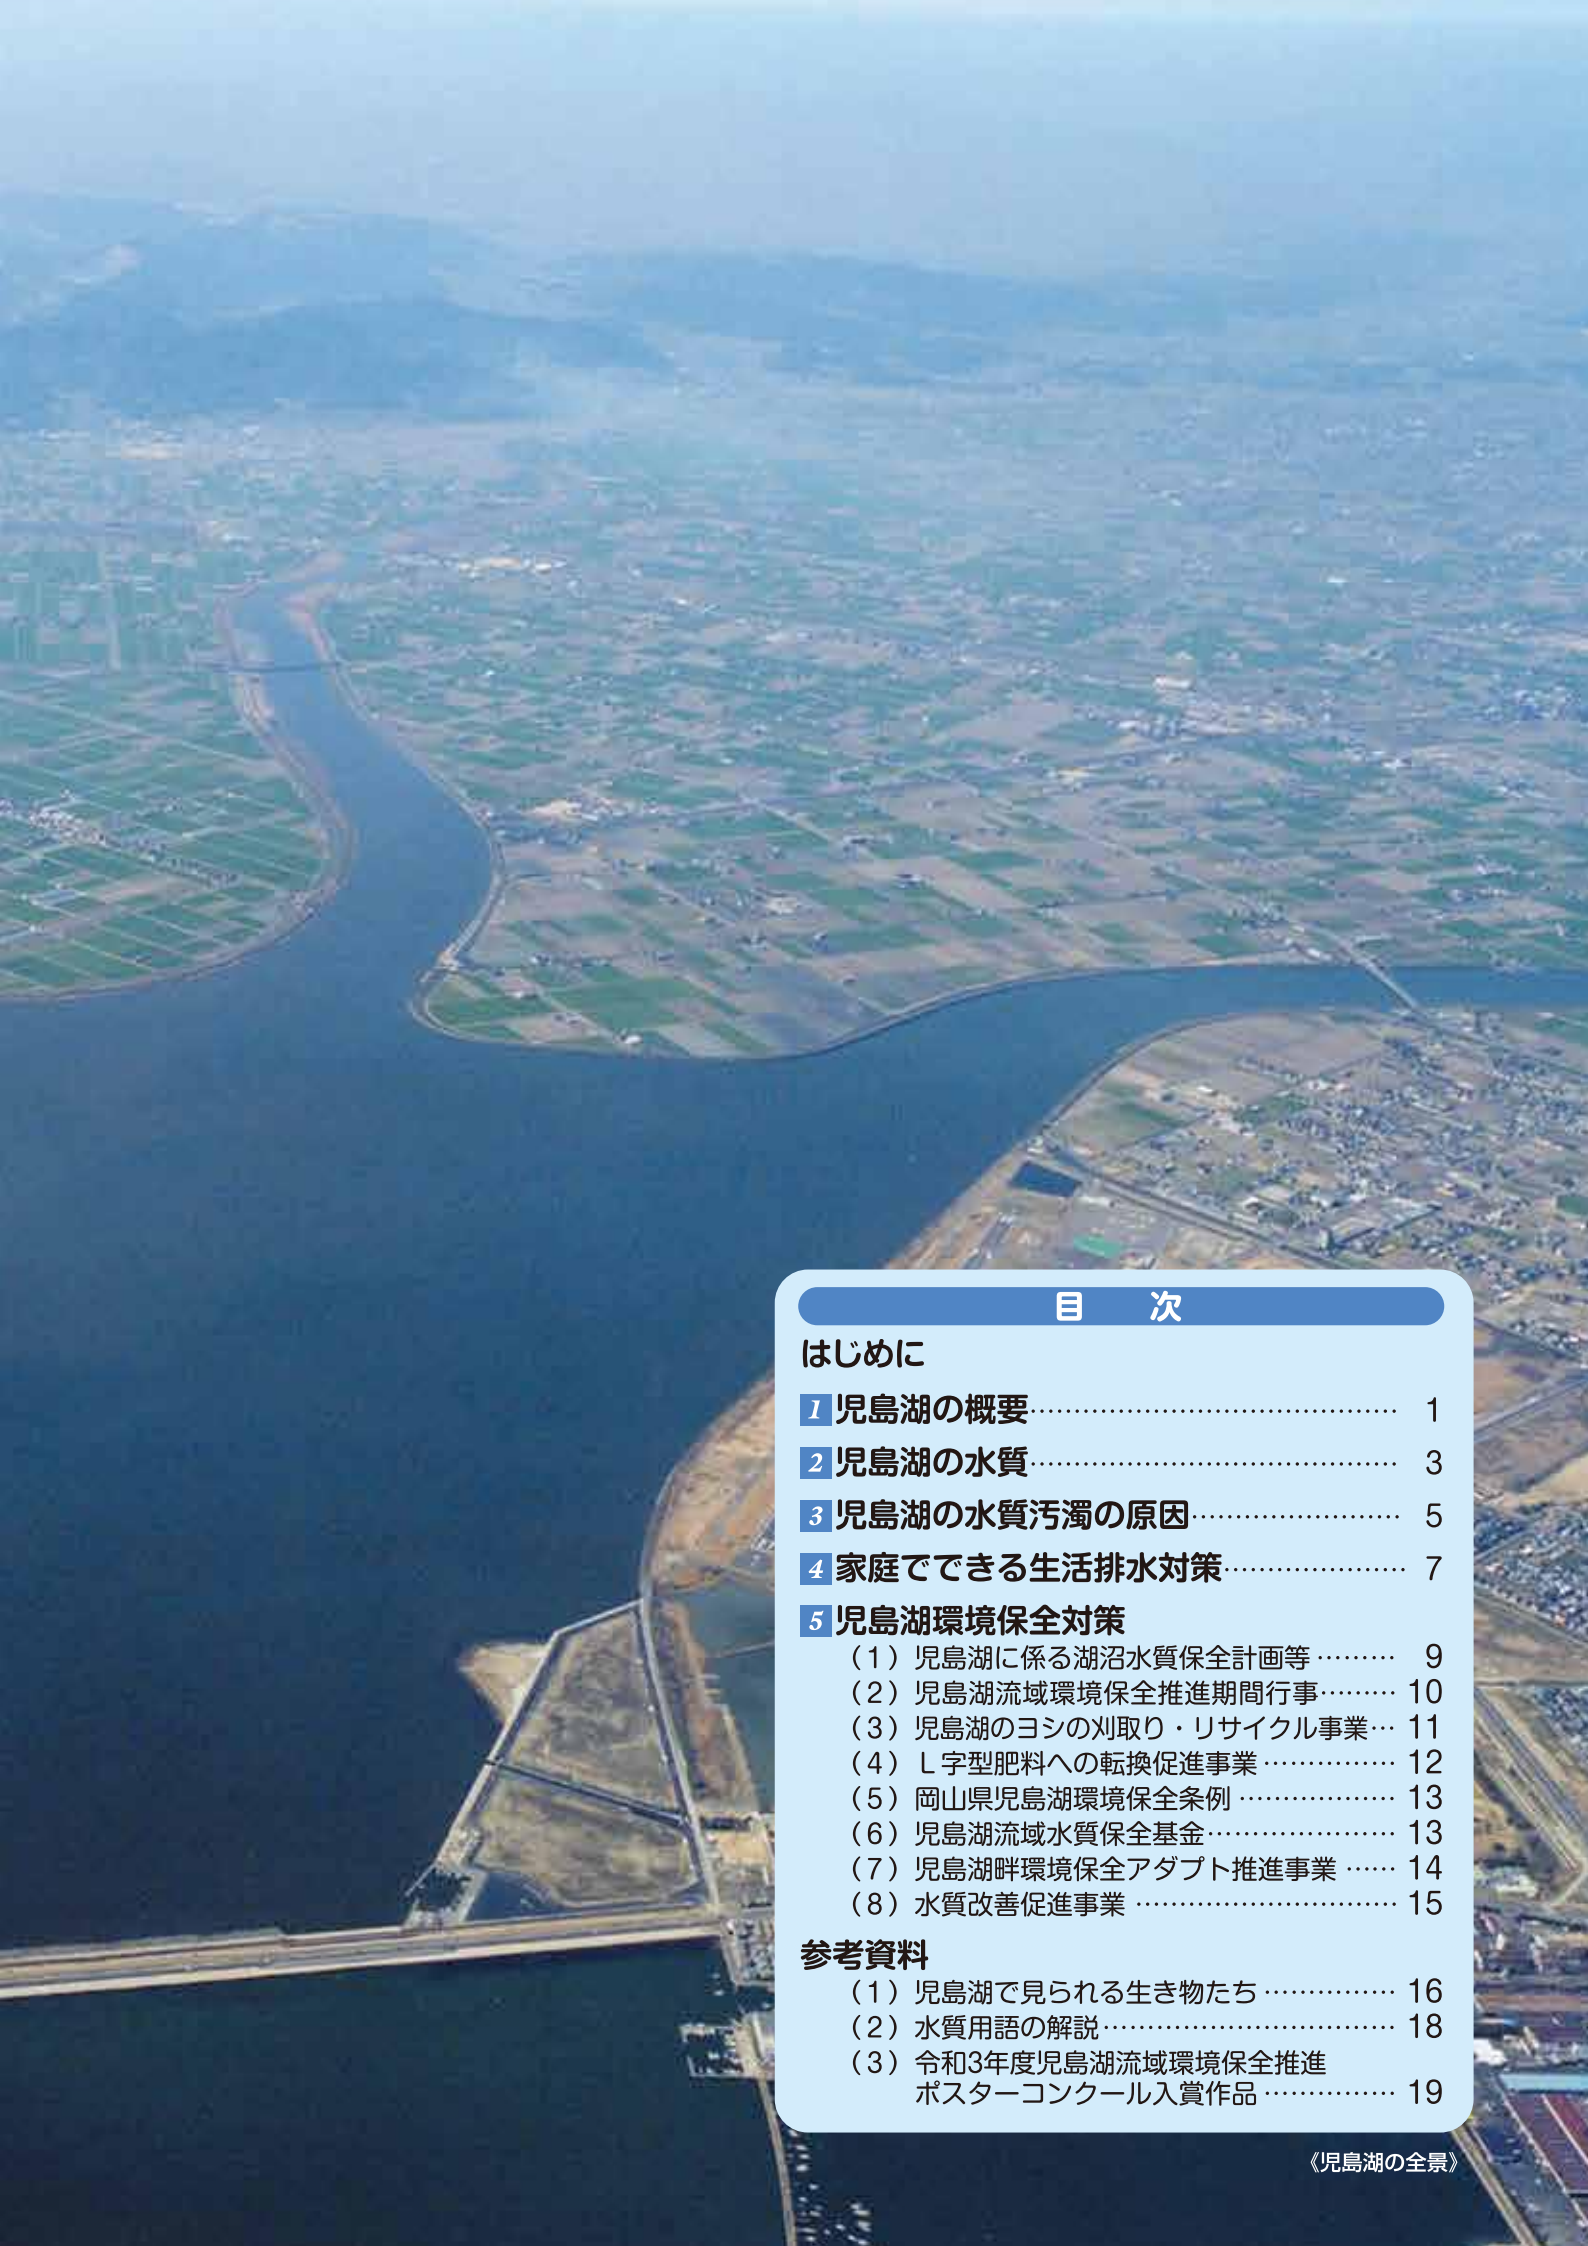 目　次
はじめに
1 児島湖の概要…………………………………… 1
2 児島湖の水質…………………………………… 3
3 児島湖の水質汚濁の原因…………………… 5
4 家庭でできる生活排水対策………………… 7
5 児島湖環境保全対策
（1）児島湖に係る湖沼水質保全計画等……… 9
（2）児島湖流域環境保全推進期間行事……… 10
（3）児島湖のヨシの刈取り・リサイクル事業… 11
（4）Ｌ字型肥料への転換促進事業…………… 12
（5）岡山県児島湖環境保全条例……………… 13
（6）児島湖流域水質保全基金………………… 13
（7）児島湖畔環境保全アダプト推進事業…… 14
（8）水質改善促進事業………………………… 15
参考資料
（1）児島湖で見られる生き物たち…………… 16
（2）水質用語の解説…………………………… 18
（3）令和3年度児島湖流域環境保全推進
ポスターコンクール入賞作品…………… 19
《児島湖の全景》